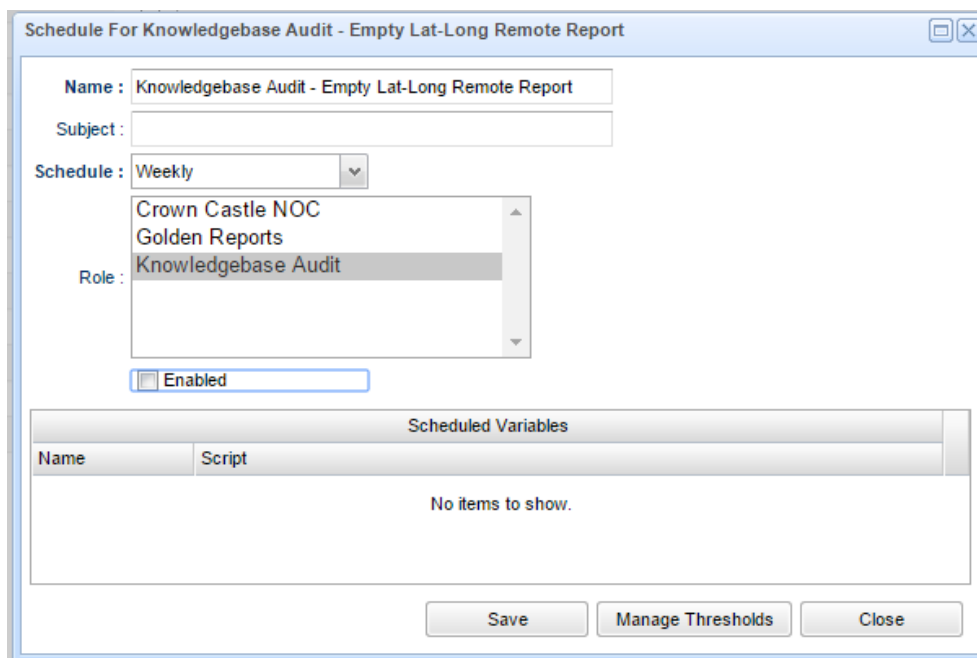 Schedule For Knowledgebase Audit - Empty Lat-Long Remote Report
Name : Knowledgebase Audit - Empty Lat-Long Remote Report
Subject :
Schedule : Weekly
Role :
Crown Castle NOC
Golden Reports
Knowledgebase Audit
Enabled
Scheduled Variables
Name Script
No items to show.
Save Manage Thresholds Close